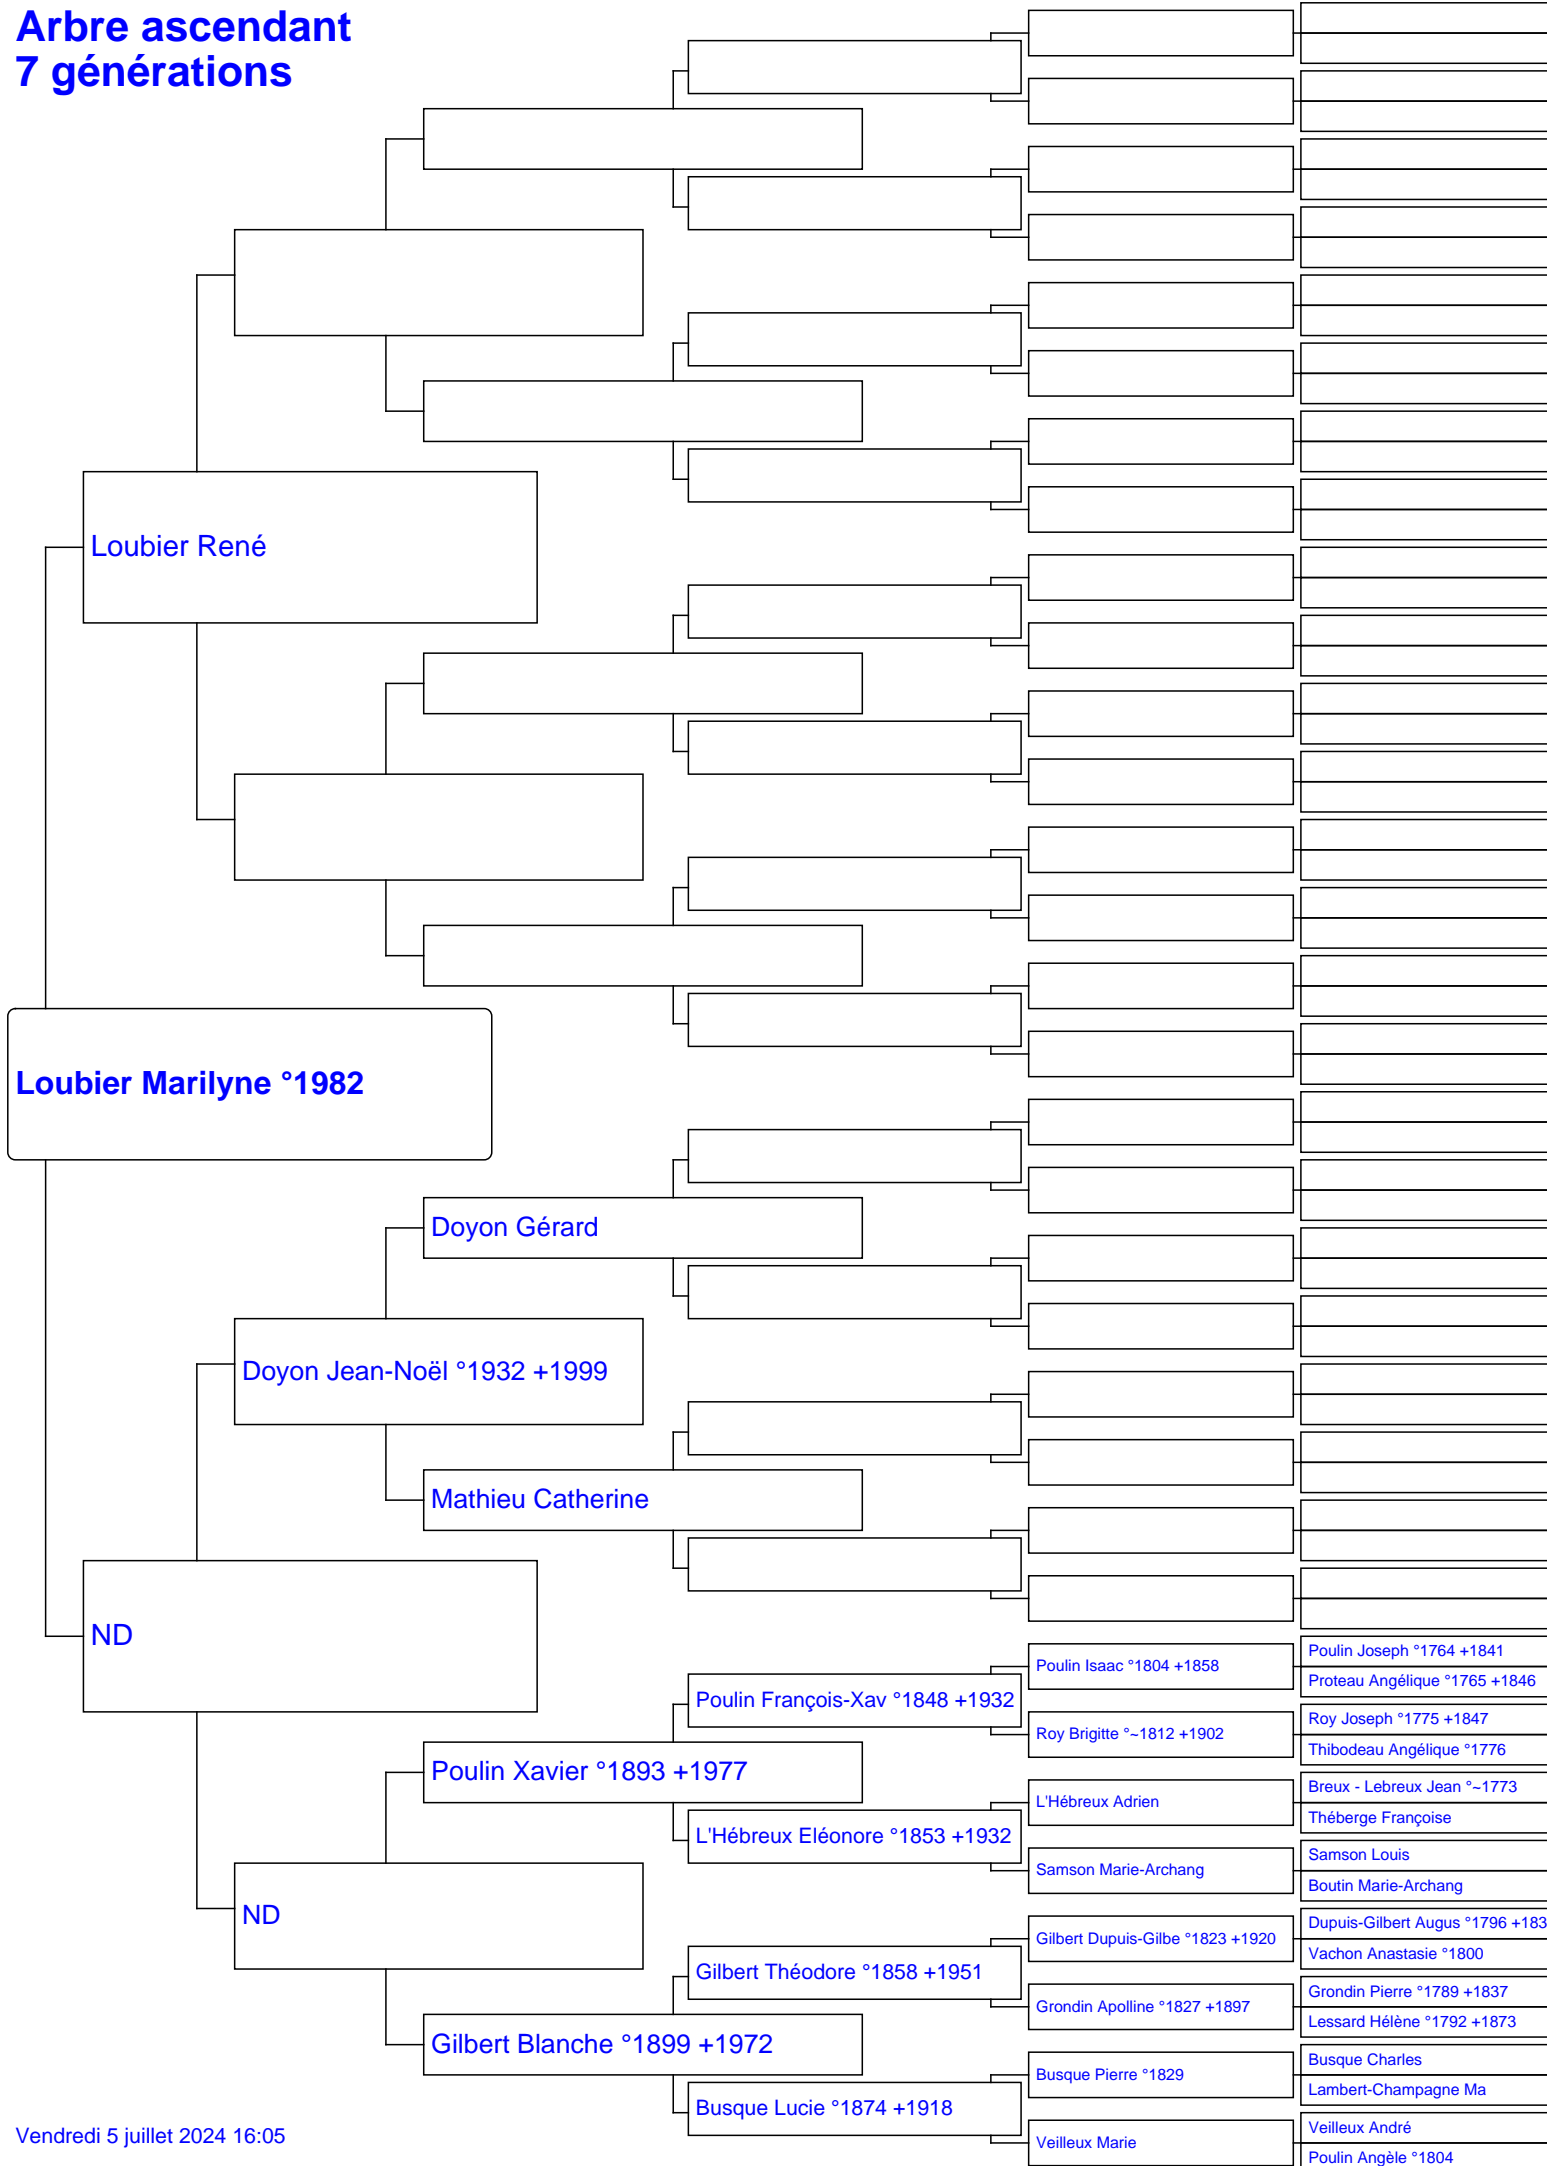 Arbre ascendant
7 générations
Loubier René
Loubier Marilyne °1982
Doyon Gérard
Doyon Jean-Noël °1932 +1999
Mathieu Catherine
ND
Poulin Joseph °1764 +1841
Poulin Isaac °1804 +1858
Proteau Angélique °1765 +1846
Poulin François-Xav °1848 +1932
Roy Joseph °1775 +1847
Roy Brigitte °~1812 +1902
Thibodeau Angélique °1776
Poulin Xavier °1893 +1977
Breux - Lebreux Jean °~1773
L'Hébreux Adrien
Théberge Françoise
L'Hébreux Eléonore °1853 +1932
Samson Louis
Samson Marie-Archang
Boutin Marie-Archang
ND
Dupuis-Gilbert Augus °1796 +183
Gilbert Dupuis-Gilbe °1823 +1920
Vachon Anastasie °1800
Gilbert Théodore °1858 +1951
Grondin Pierre °1789 +1837
Grondin Apolline °1827 +1897
Lessard Hélène °1792 +1873
Gilbert Blanche °1899 +1972
Busque Charles
Busque Pierre °1829
Lambert-Champagne Ma
Busque Lucie °1874 +1918
Veilleux André
Veilleux Marie
Poulin Angèle °1804
Vendredi 5 juillet 2024 16:05